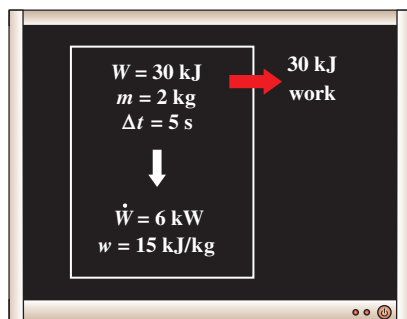 W = 30 kJ
m = 2 kg
Δt = 5 s
Ẇ = 6 kW
w = 15 kJ/kg
30 kJ
work